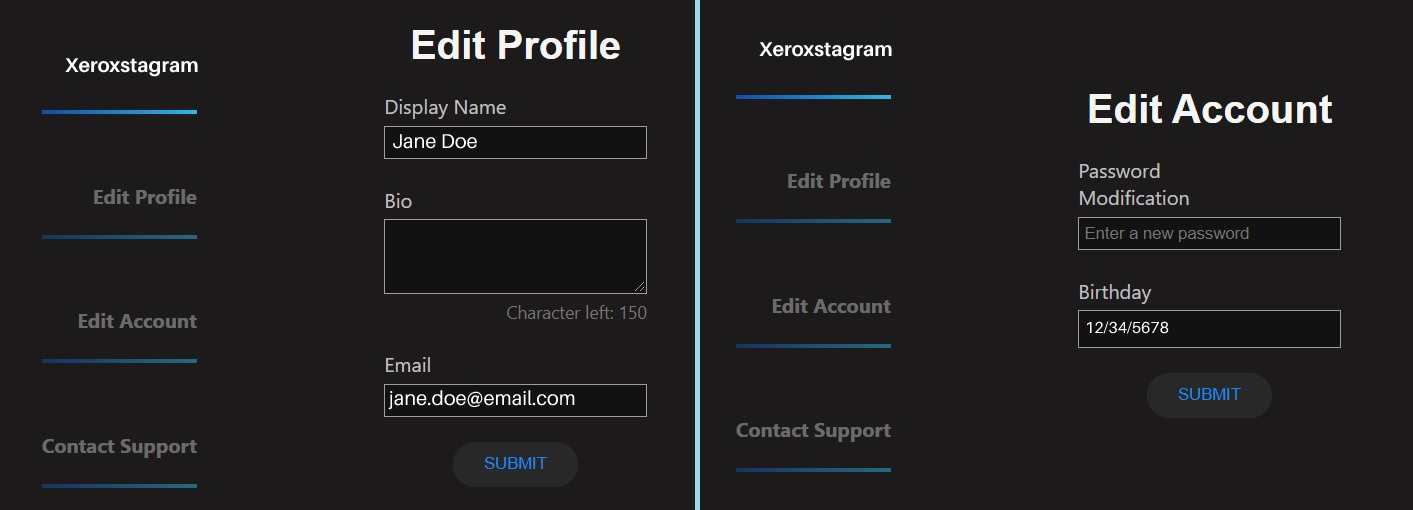 Xeroxstagram
Edit Profile
Edit Account
Contact Support
Edit Profile
Display Name
Jane Doe
Bio
Character left: 150
Email
jane.doe@email.com
SUBMIT
Xeroxstagram
Edit Profile
Edit Account
Contact Support
Edit Account
Password
Modification
Enter a new password
Birthday
12/34/5678
SUBMIT